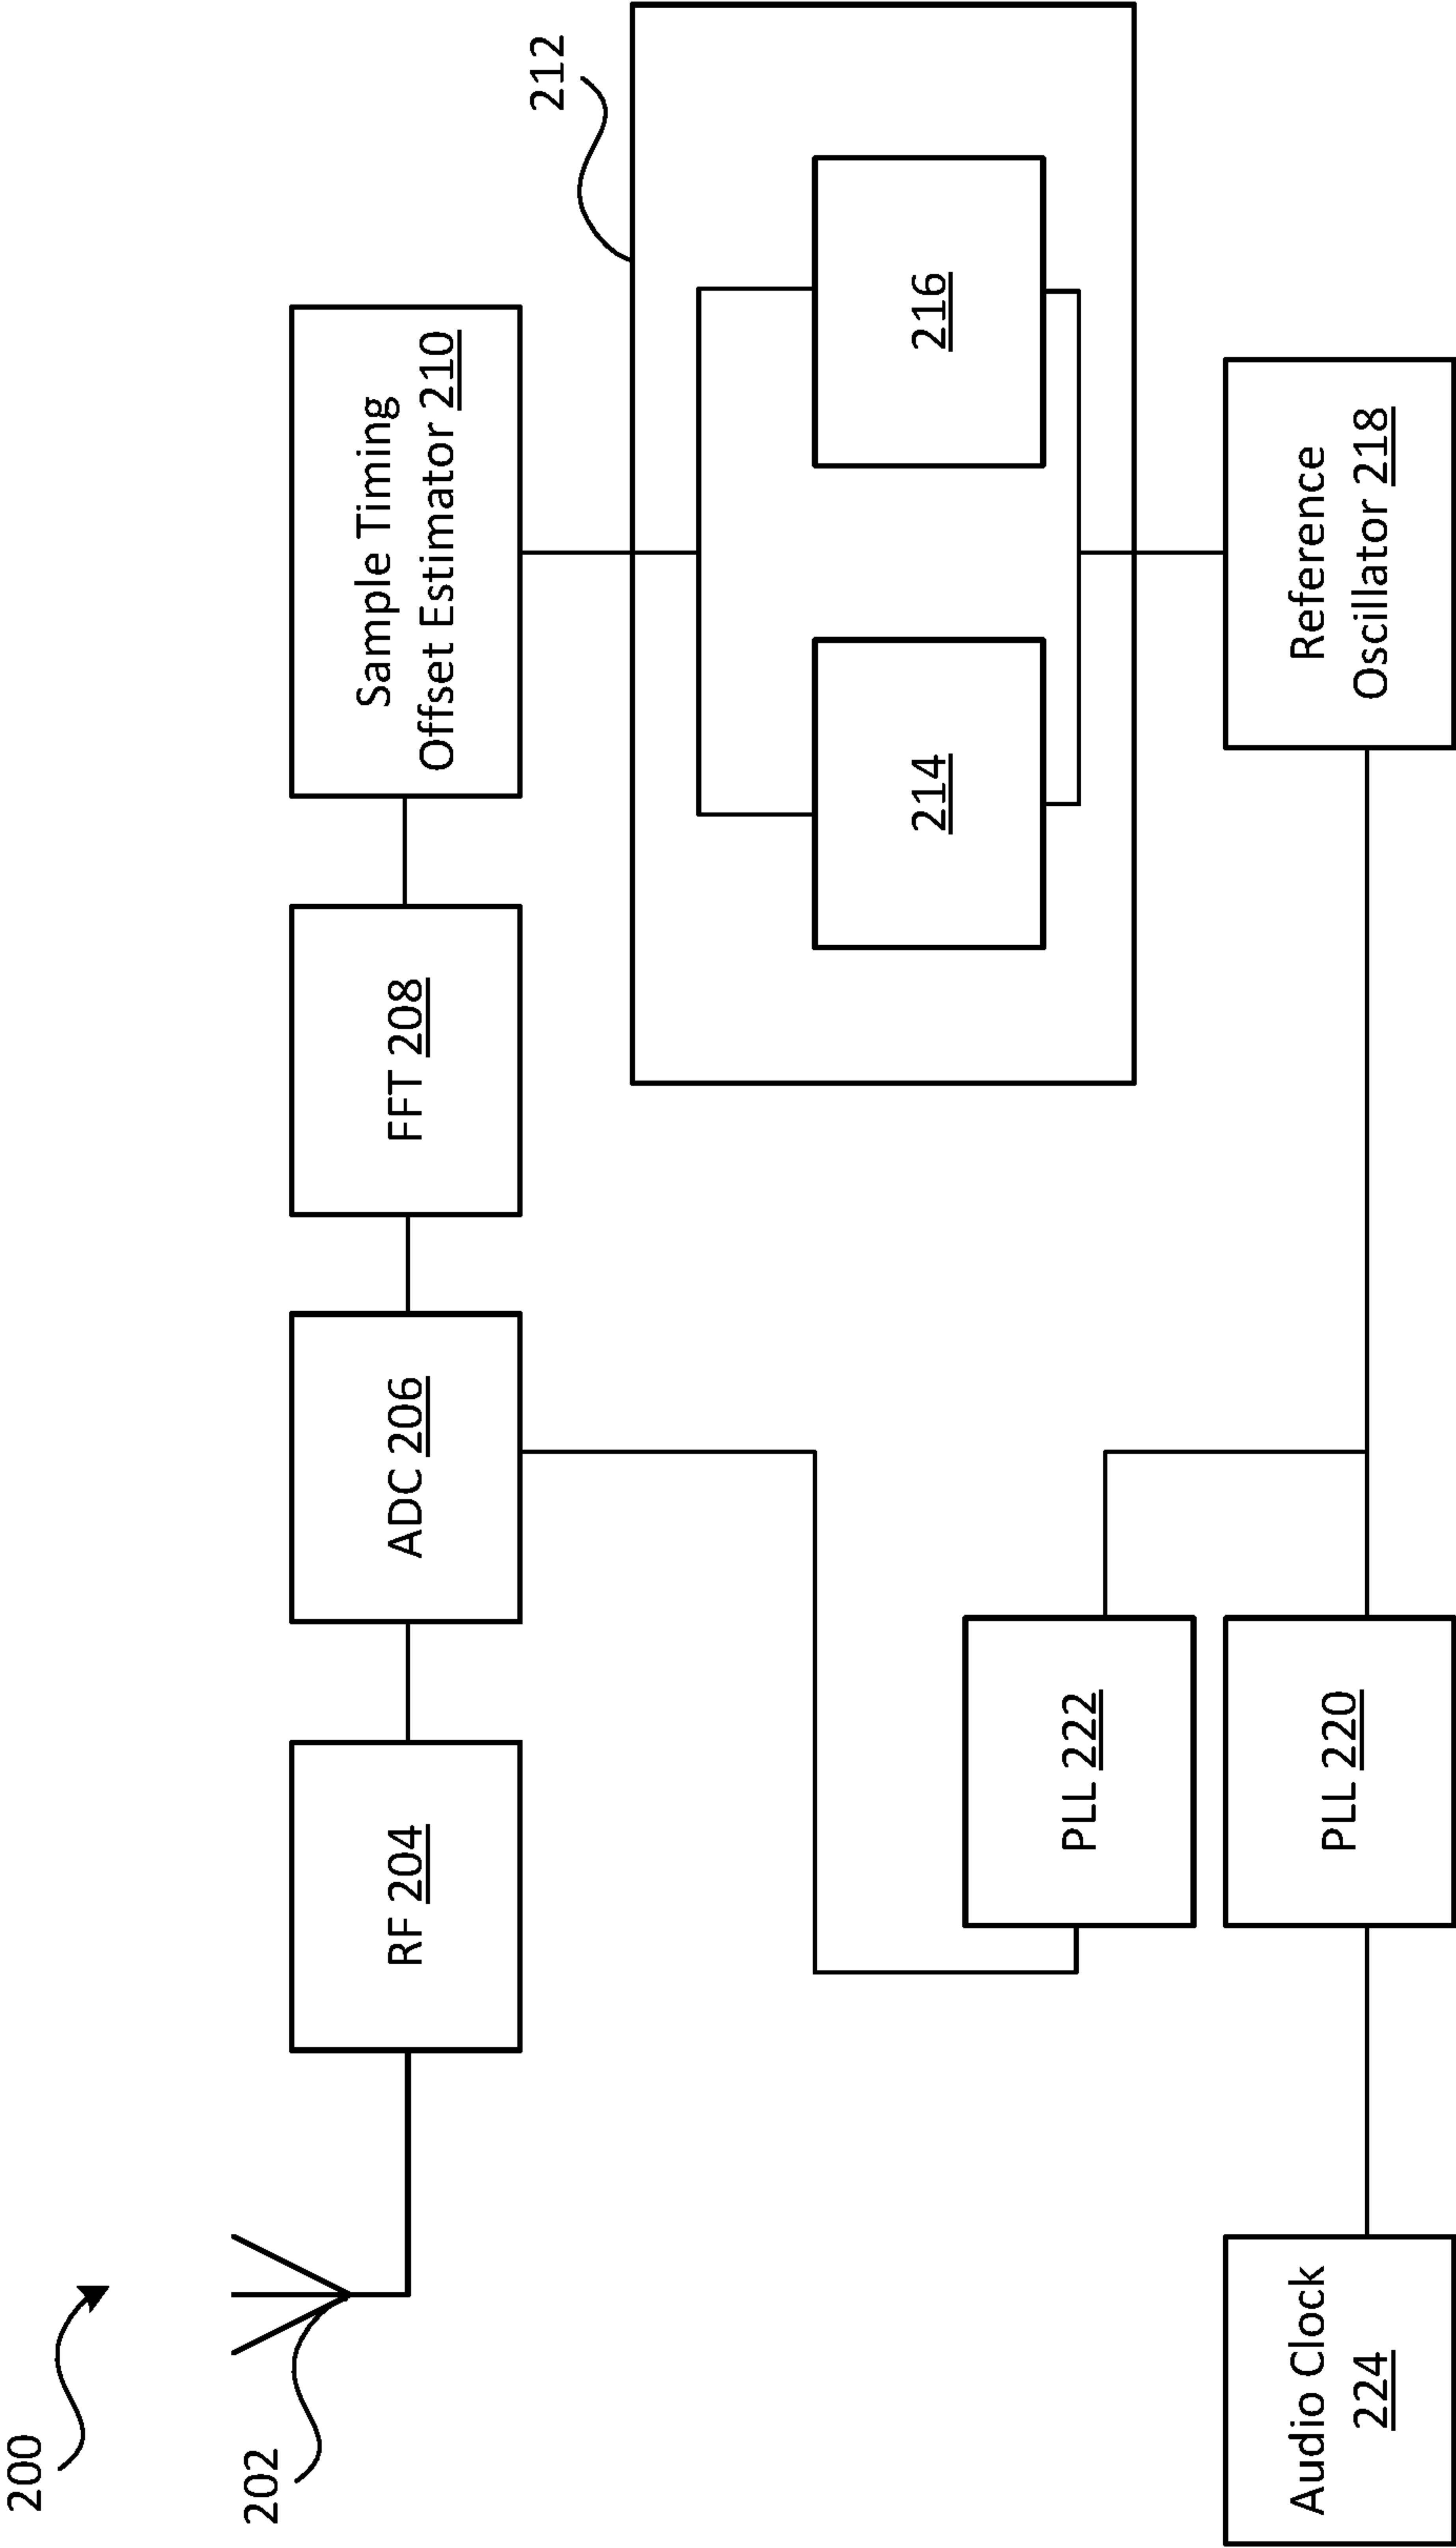 200
202
RF 204
ADC 206
FFT 208
Sample Timing
Offset Estimator 210
212
214
216
PLL 222
Audio Clock
224
PLL 220
Reference
Oscillator 218